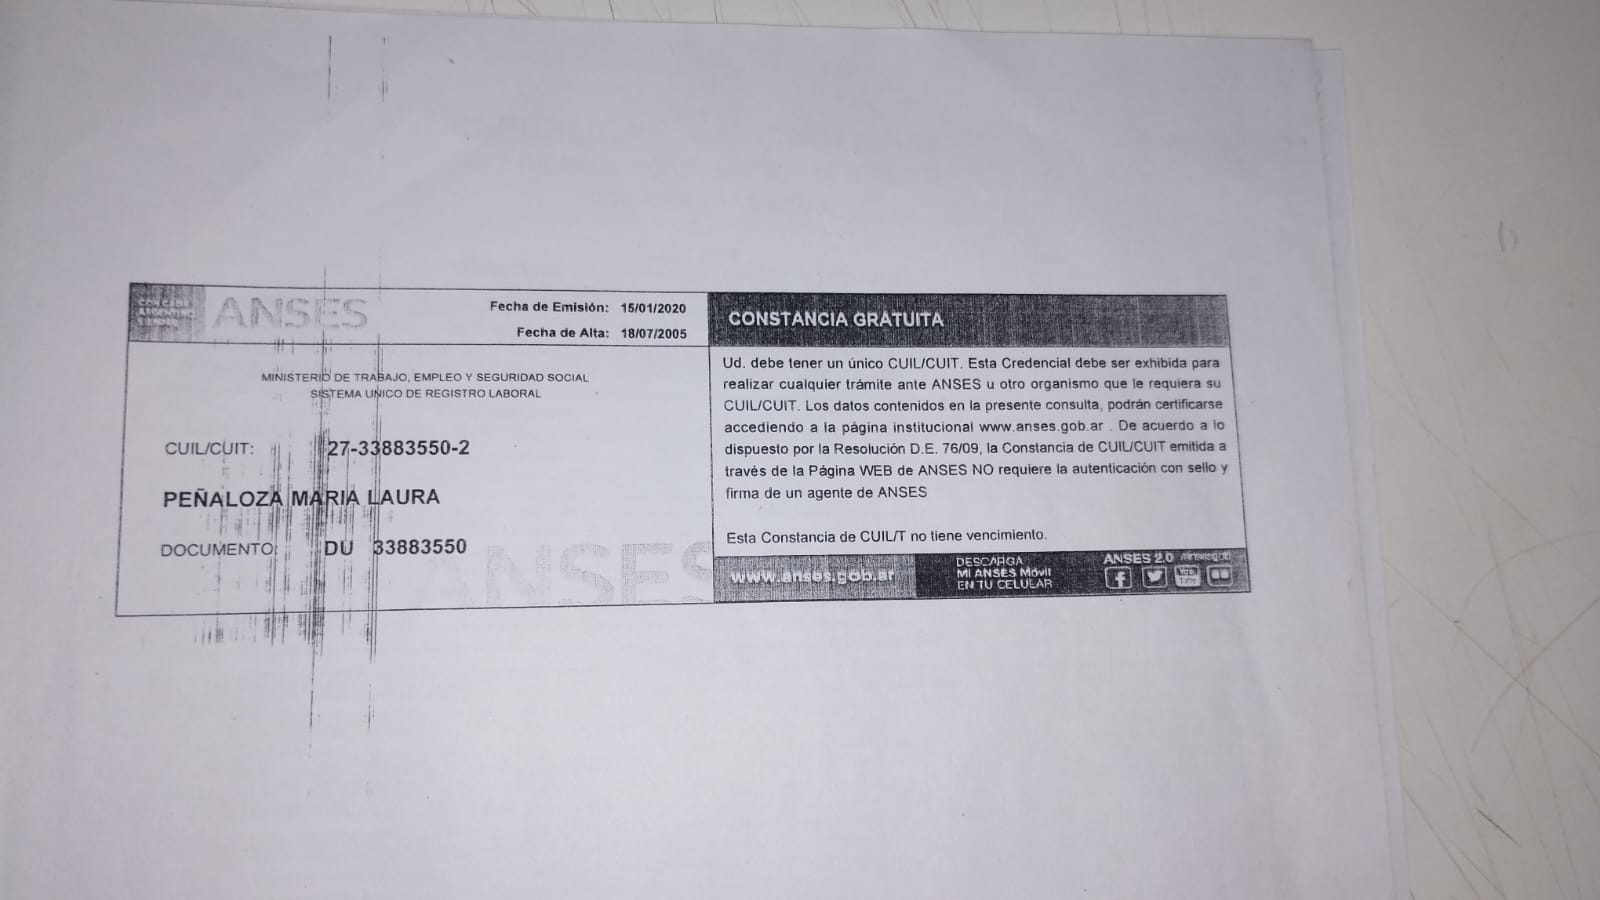 ANSES
Fecha de Emisión: 15/01/2020
Fecha de Alta: 18/07/2005
MINISTERIO DE TRABAJO, EMPLEO Y SEGURIDAD SOCIAL
SISTEMA UNICO DE REGISTRO LABORAL
CUIL/CUIT: 27-33883550-2
PEÑALOZA MARIA LAURA
DOCUMENTO: DU 33883550
ANSES
CONSTANCIA GRATUITA
Ud. debe tener un único CUIL/CUIT. Esta Credencial debe ser exhibida para
realizar cualquier trámite ante ANSES u otro organismo que le requiera su
CUIL/CUIT. Los datos contenidos en la presente consulta, podrán certificarse
accediendo a la página institucional www.anses.gob.ar . De acuerdo a lo
dispuesto por la Resolución D.E. 76/09, la Constancia de CUIL/CUIT emitida a
través de la Página WEB de ANSES NO requiere la autenticación con sello y
firma de un agente de ANSES
Esta Constancia de CUIL/T no tiene vencimiento.
www.anses.gob.ar
DESCARGA
MI ANSES Móvil
EN TU CELULAR
ANSES 2.0